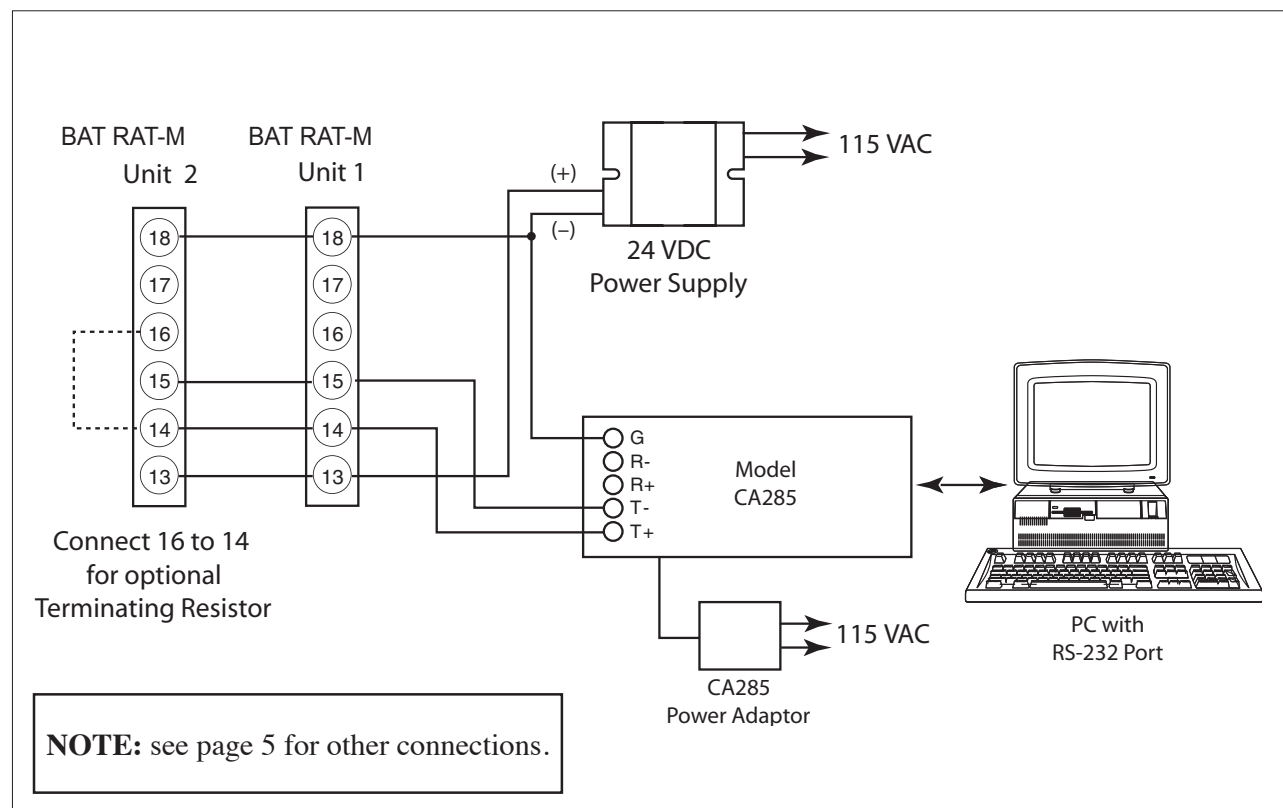 BAT RAT-M
Unit 2
BAT RAT-M
Unit 1
(+)
(–)
115 VAC
24 VDC
Power Supply
18
17
16
15
14
13
18
17
16
15
14
13
Connect 16 to 14
for optional
Terminating Resistor
G
R-
R+
T-
T+
Model
CA285
115 VAC
CA285
Power Adaptor
PC with
RS-232 Port
NOTE: see page 5 for other connections.